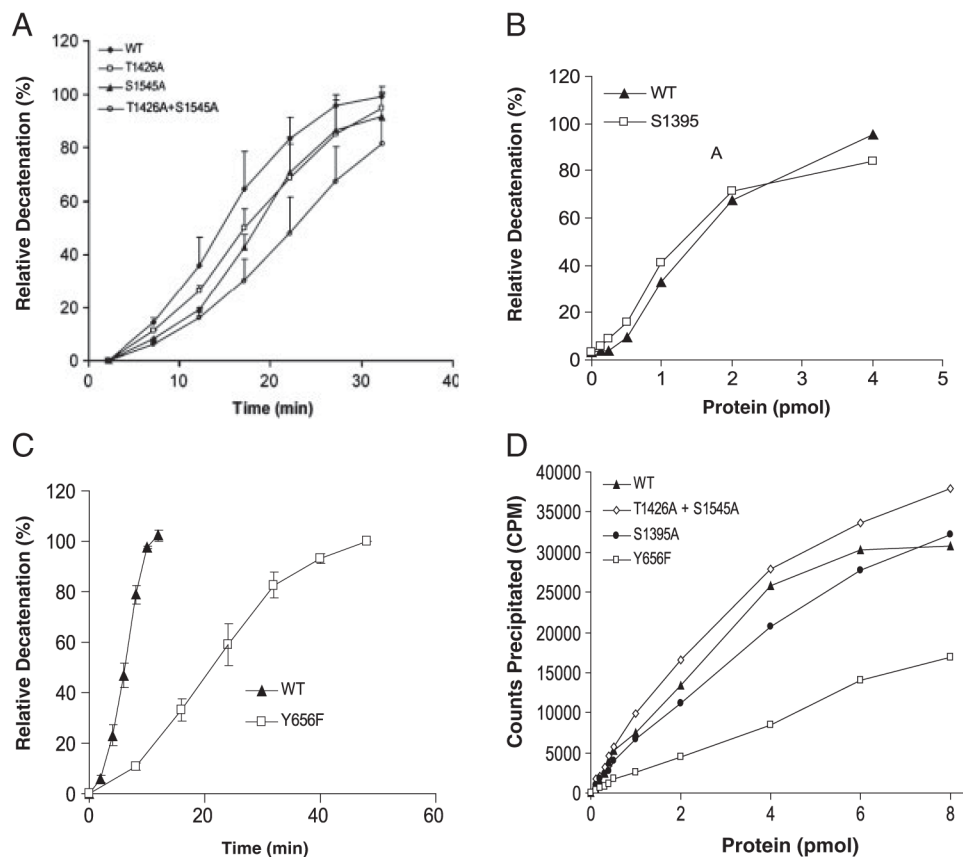 A
Relative Decatenation (%)
120
100
80
60
40
20
0
WT
T1426A
S1545A
T1426A+S1545A
0
10
20
30
40
Time (min)
B
Relative Decatenation (%)
120
100
80
60
40
20
0
WT
S1395
A
0
1
2
3
4
5
Protein (pmol)
C
Relative Decatenation (%)
120
100
80
60
40
20
0
WT
Y656F
0
20
40
60
Time (min)
D
Counts Precipitated (CPM)
40000
35000
30000
25000
20000
15000
10000
5000
0
WT
T1426A + S1545A
S1395A
Y656F
0
2
4
6
8
Protein (pmol)